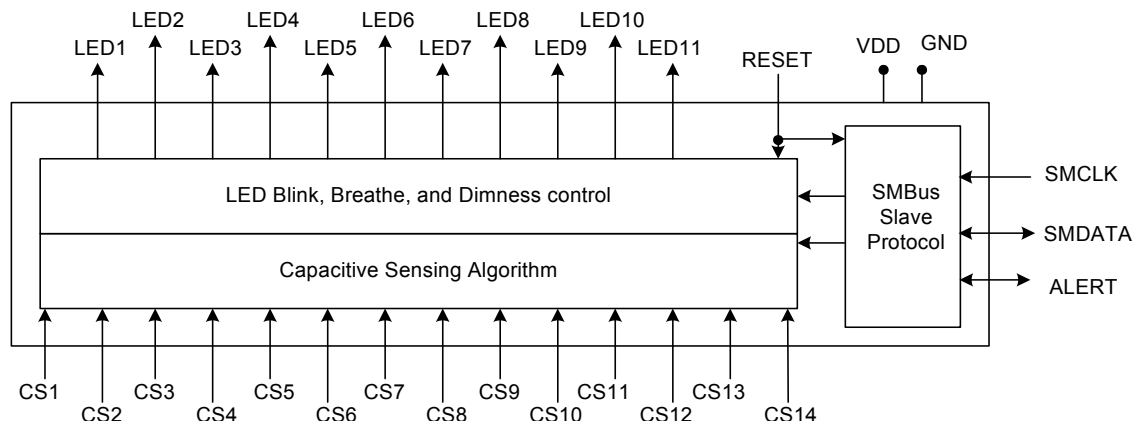 LED2 LED4 LED6 LED8 LED10
LED1 LED3 LED5 LED7 LED9 LED11
RESET VDD GND
LED Blink, Breathe, and Dimness control
Capacitive Sensing Algorithm
SMBus
Slave
Protocol
SMCLK
SMDATA
ALERT
CS1 CS3 CS5 CS7 CS9 CS11 CS13
CS2 CS4 CS6 CS8 CS10 CS12 CS14